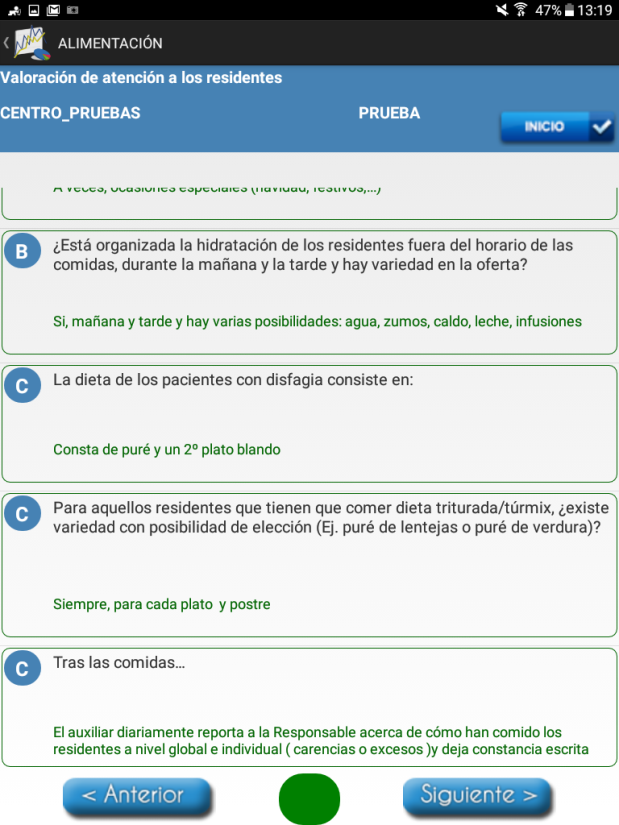 47% 13:19
ALIMENTACIÓN
Valoración de atención a los residentes
CENTRO_PRUEBAS PRUEBA
INICIO
A veces, ocasiones especiales (navidad, festivos,...)
B ¿Está organizada la hidratación de los residentes fuera del horario de las
comidas, durante la mañana y la tarde y hay variedad en la oferta?
Si, mañana y tarde y hay varias posibilidades: agua, zumos, caldo, leche, infusiones
C La dieta de los pacientes con disfagia consiste en:
Consta de puré y un 2º plato blando
C Para aquellos residentes que tienen que comer dieta triturada/túrmix, ¿existe
variedad con posibilidad de elección (Ej. puré de lentejas o puré de verdura)?
Siempre, para cada plato y postre
C Tras las comidas...
El auxiliar diariamente reporta a la Responsable acerca de cómo han comido los
residentes a nivel global e individual ( carencias o excesos )y deja constancia escrita
< Anterior Siguiente >